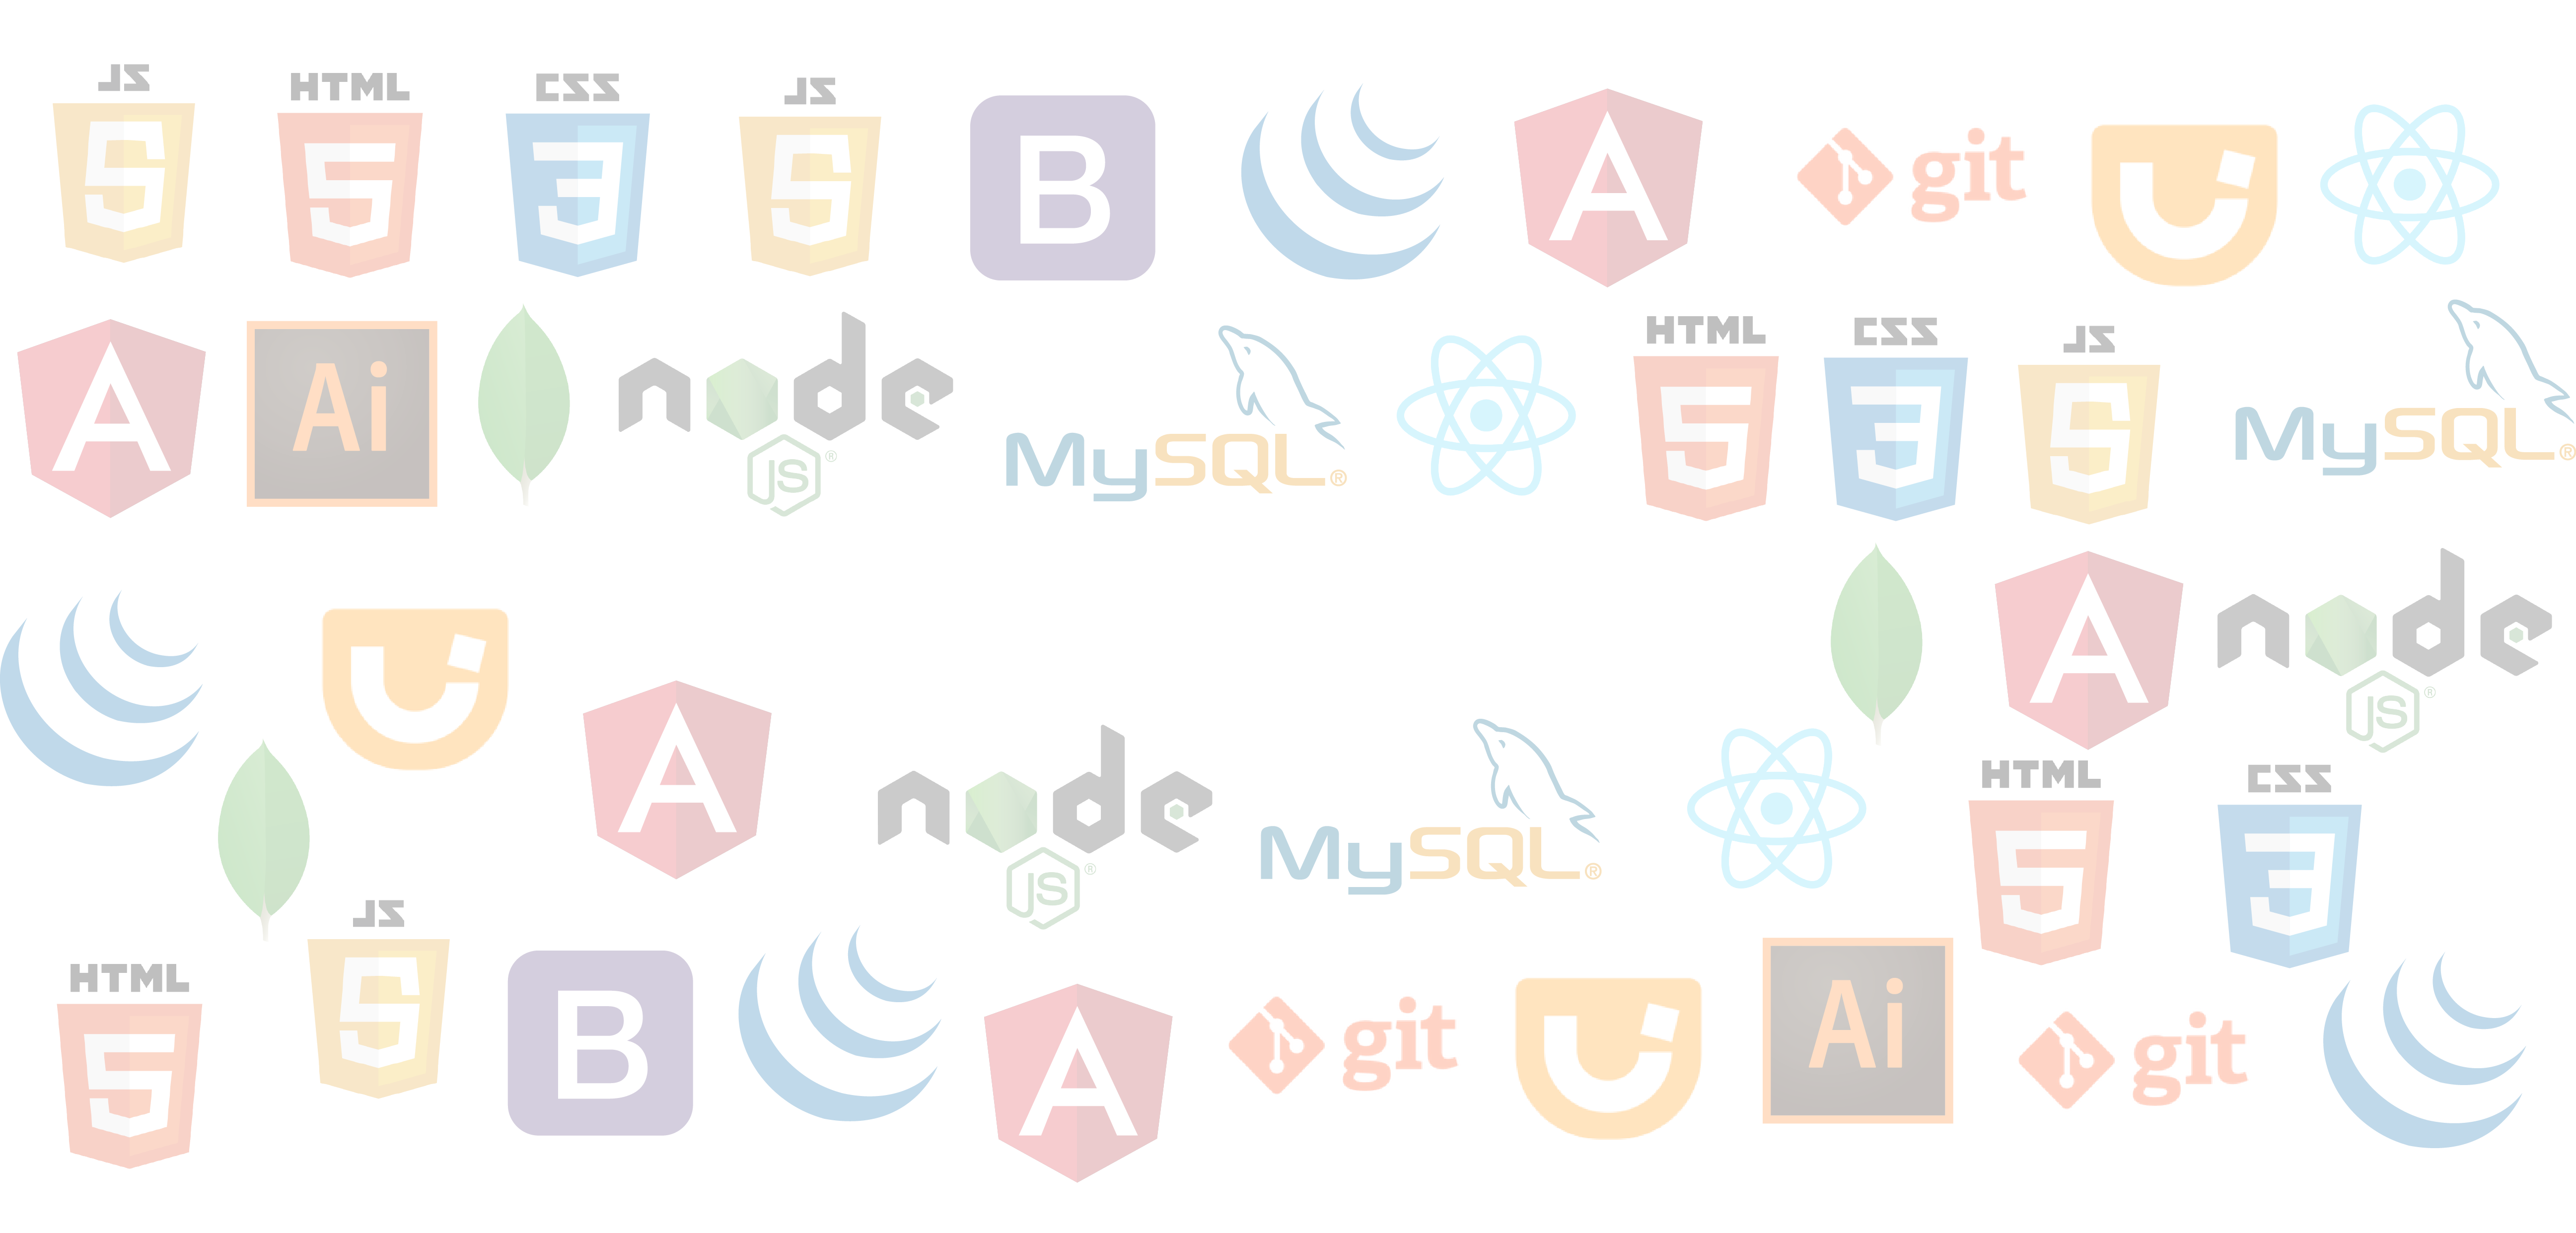 JS HTML CSS JS B A git
A Ai node JS ® MySQL® HTML CSS JS MySQL®
A node JS ®
A node JS ® MySQL® HTML CSS
HTML JS B A git Ai git